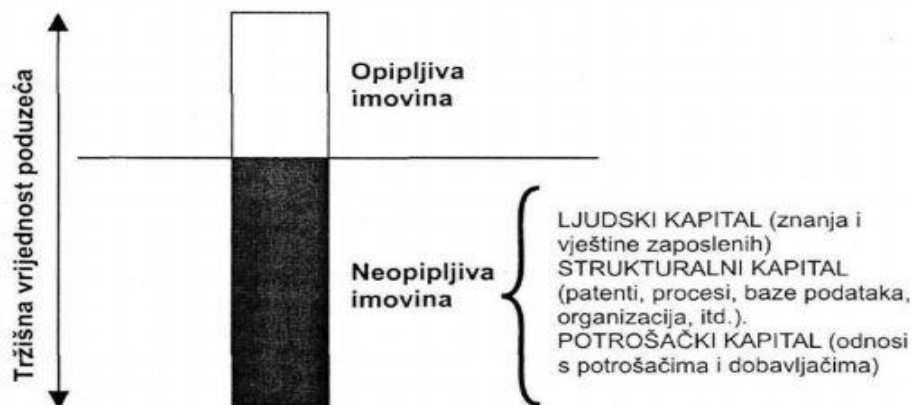 Tržišna vrijednost poduzeća
Opipljiva
imovina
Neopipljiva
imovina
LJUDSKI KAPITAL (znanja i
vještine zaposlenih)
STRUKTURALNI KAPITAL
(patenti, procesi, baze podataka,
organizacija, itd.).
POTROŠAČKI KAPITAL (odnosi
s potrošačima i dobavljačima)